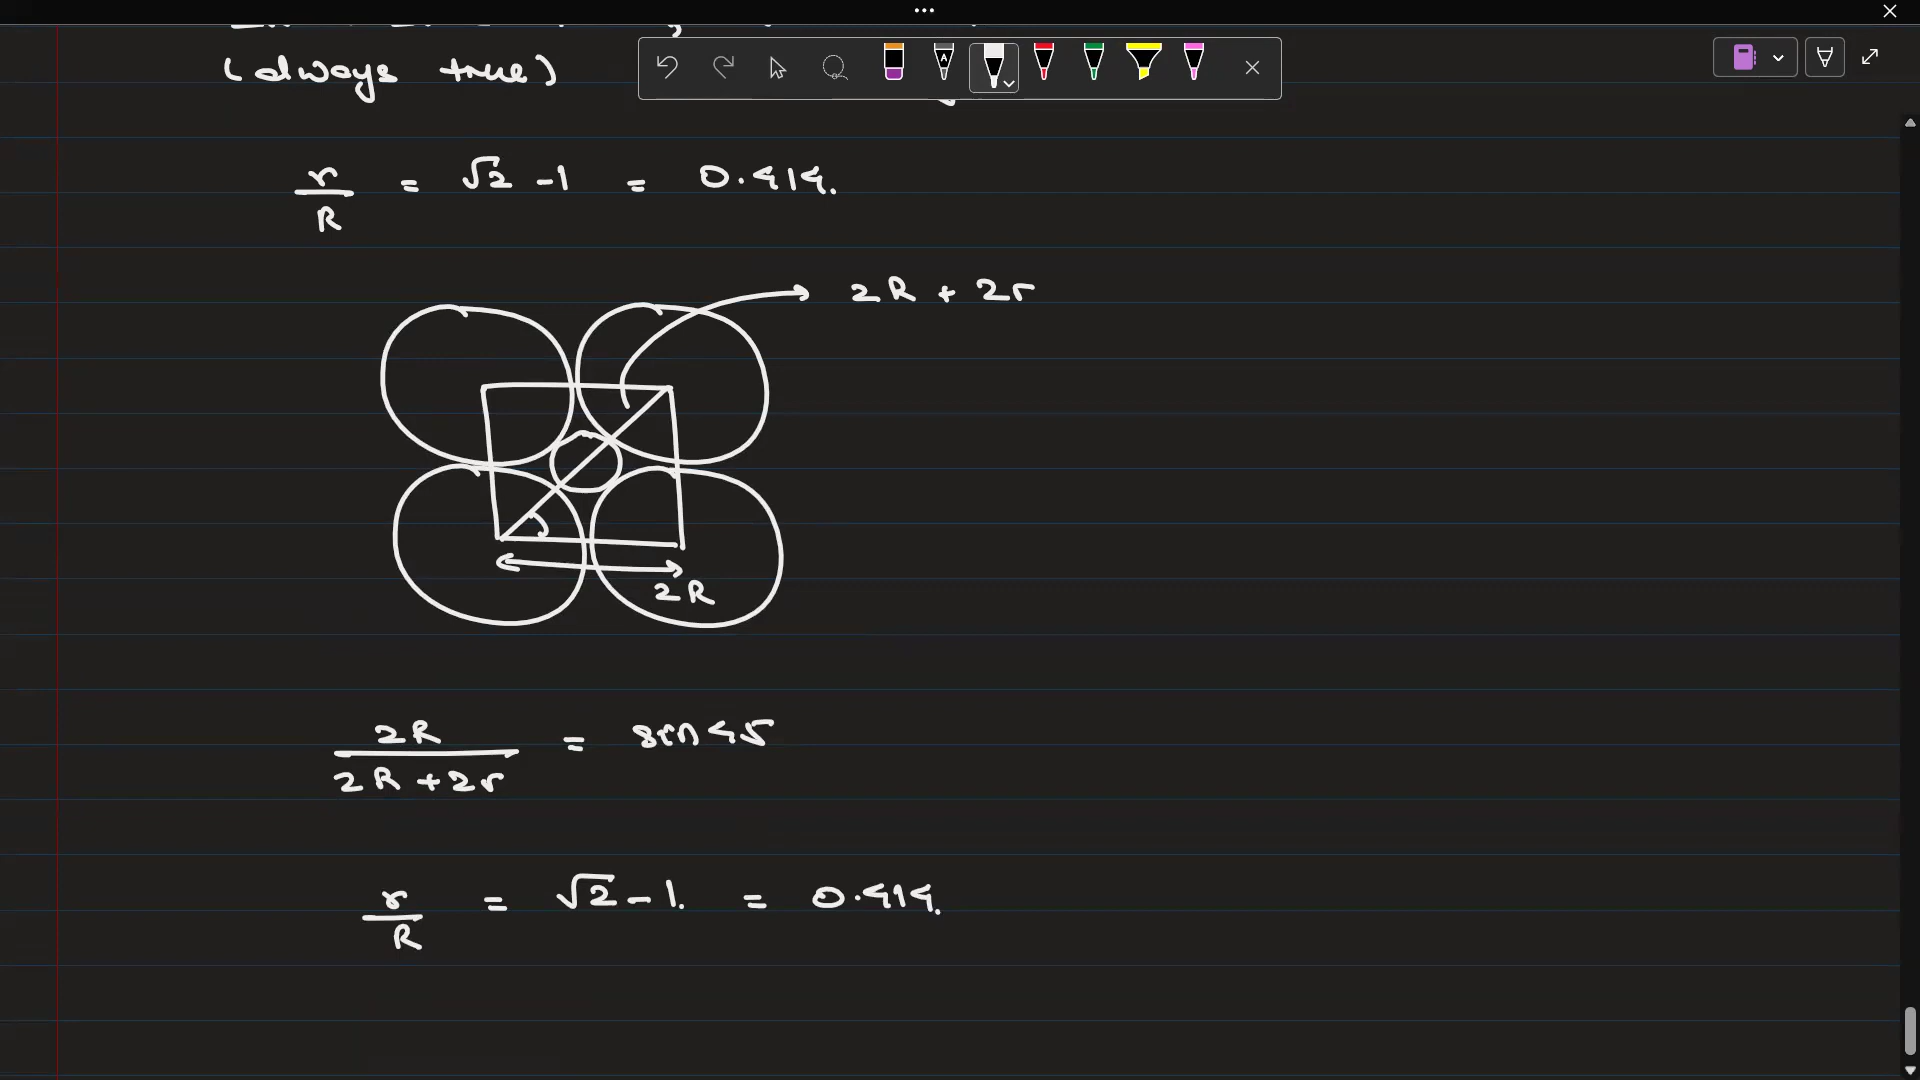 (always true)
r/R = √2 -1 = 0.414.
2R + 2r
2R
2R/2R+2r = sin 45
r/R = √2 - 1. = 0.414.